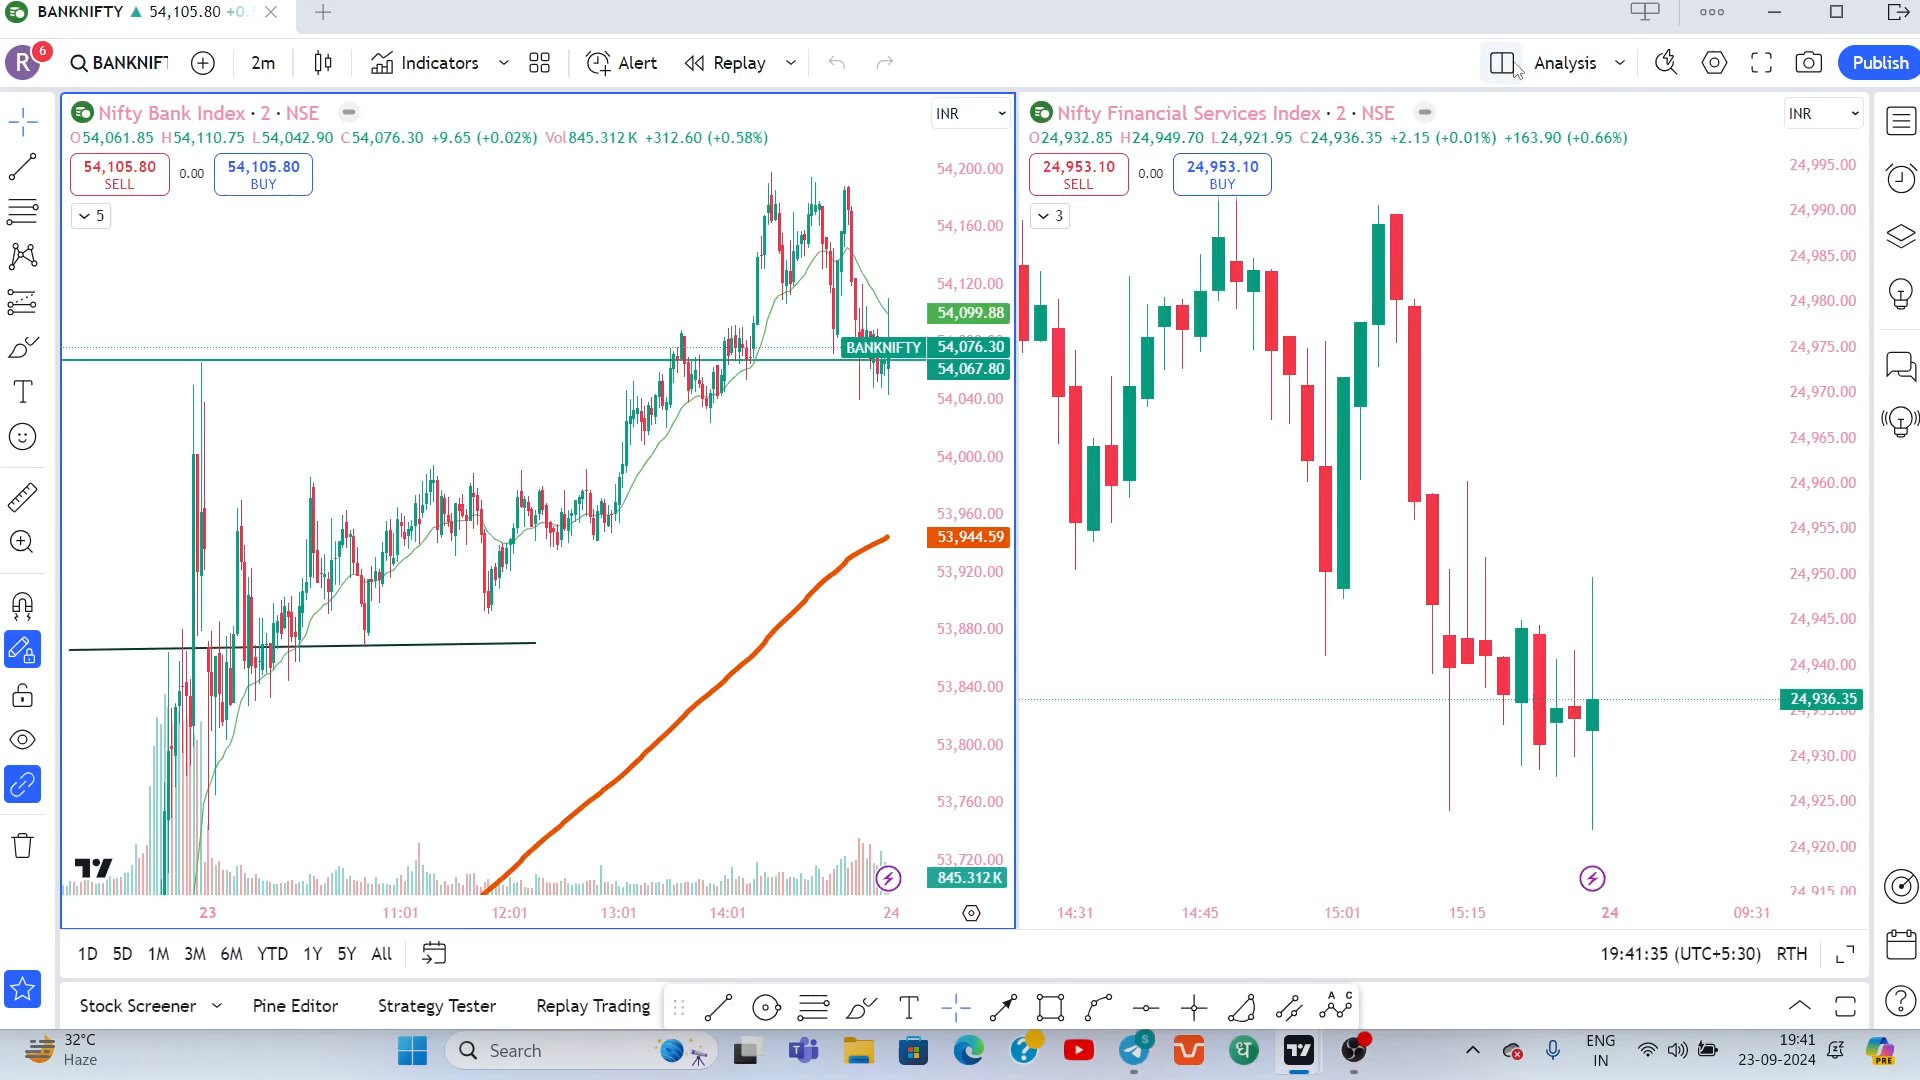 BANKNIFTY ▲ 54,105.80 +0.
R 6 BANKNIF 2m Indicators Alert Replay Analysis Publish
Nifty Bank Index · 2 · NSE
INR
O54,061.85 H54,110.75 L54,042.90 C54,076.30 +9.65 (+0.02%) Vol845.312K +312.60 (+0.58%)
54,105.80 0.00 54,105.80
SELL BUY
5
54,200.00
54,160.00
54,120.00
54,099.88
BANKNIFTY 54,076.30
54,067.80
54,040.00
54,000.00
53,960.00
53,944.59
53,920.00
53,880.00
53,840.00
53,800.00
53,760.00
53,720.00
845.312K
23 11:01 12:01 13:01 14:01 24
Nifty Financial Services Index · 2 · NSE
INR
O24,932.85 H24,949.70 L24,921.95 C24,936.35 +2.15 (+0.01%) +163.90 (+0.66%)
24,953.10 0.00 24,953.10
SELL BUY
3
24,995.00
24,990.00
24,985.00
24,980.00
24,975.00
24,970.00
24,965.00
24,960.00
24,955.00
24,950.00
24,945.00
24,940.00
24,936.35
24,930.00
24,925.00
24,920.00
24,915.00
14:31 14:45 15:01 15:15 24 09:31
1D 5D 1M 3M 6M YTD 1Y 5Y All
19:41:35 (UTC+5:30) RTH
Stock Screener Pine Editor Strategy Tester Replay Trading
32°C
Haze
Search
ENG
IN
19:41
23-09-2024